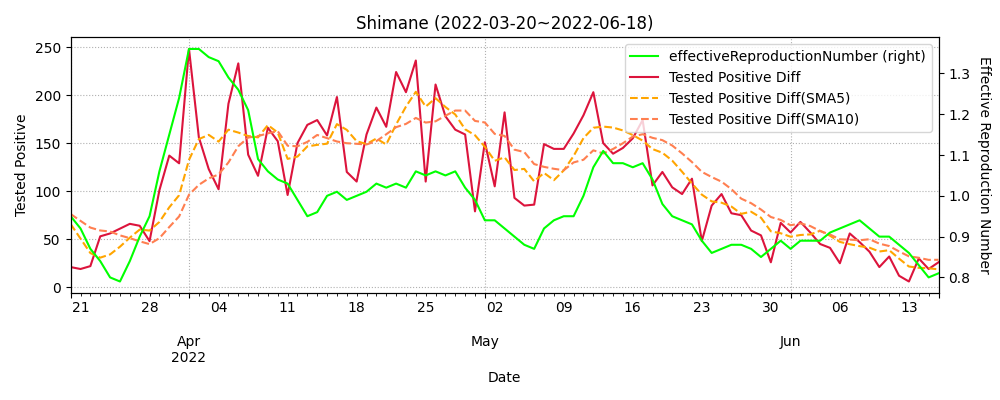 Shimane (2022-03-20~2022-06-18)
effectiveReproductionNumber (right)
Tested Positive Diff
Tested Positive Diff(SMA5)
Tested Positive Diff(SMA10)
Tested Positive
250
200
150
100
50
0
Effective Reproduction Number
1.3
1.2
1.1
1.0
0.9
0.8
21 28 04 11 18 25 02 09 16 23 30 06 13
Apr May Jun
2022
Date